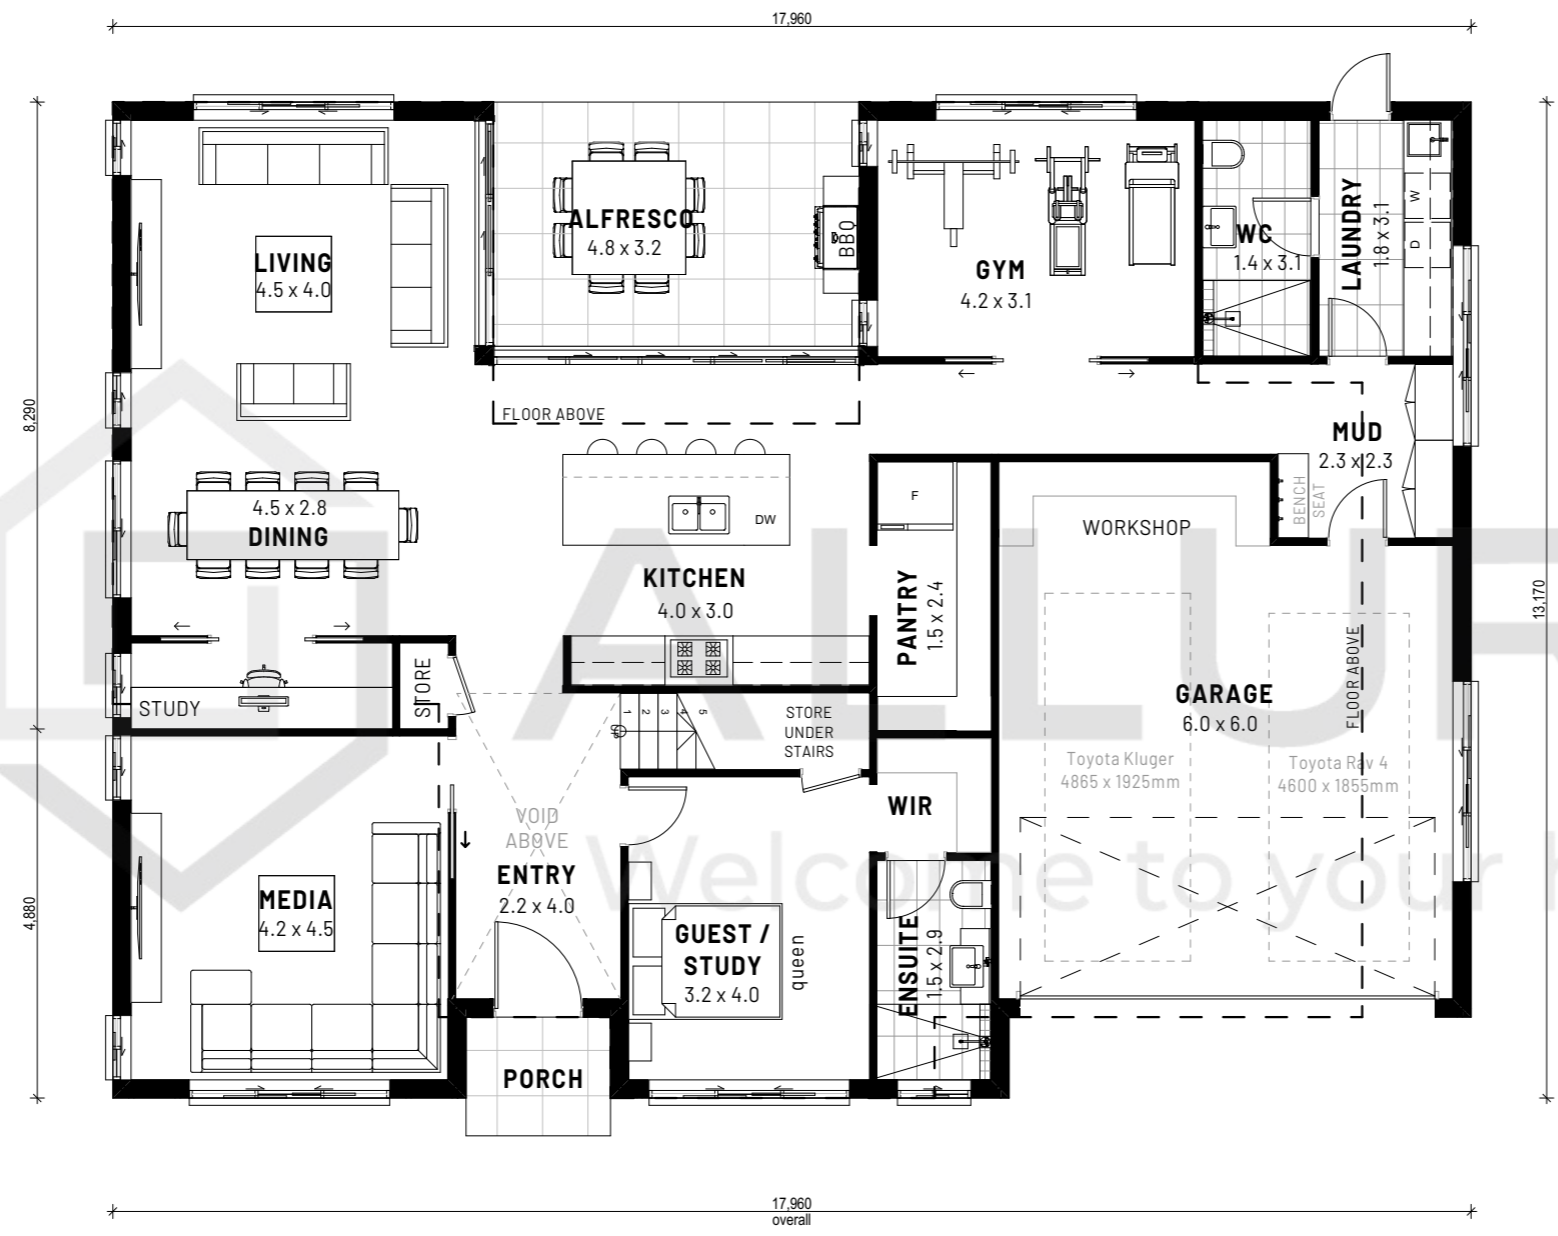 17,960
8,290
4,880
13,170
LIVING
4.5 x 4.0
ALFRESCO
4.8 x 3.2
BBQ
GYM
4.2 x 3.1
WC
1.4 x 3.1
LAUNDRY
1.8 x 3.1
W
D
FLOOR ABOVE
MUD
2.3 x 2.3
BENCH
SEAT
4.5 x 2.8
DINING
DW
KITCHEN
4.0 x 3.0
F
PANTRY
1.5 x 2.4
WORKSHOP
GARAGE
6.0 x 6.0
FLOOR ABOVE
Toyota Kluger
4865 x 1925mm
Toyota Rav 4
4600 x 1855mm
STUDY
STORE
1 2 3 4 5
STORE
UNDER
STAIRS
WIR
VOID
ABOVE
ENTRY
2.2 x 4.0
MEDIA
4.2 x 4.5
GUEST /
STUDY
3.2 x 4.0
queen
ENSUITE
1.5 x 2.9
PORCH
17,960
overall
ALLUR
Welcome to your h